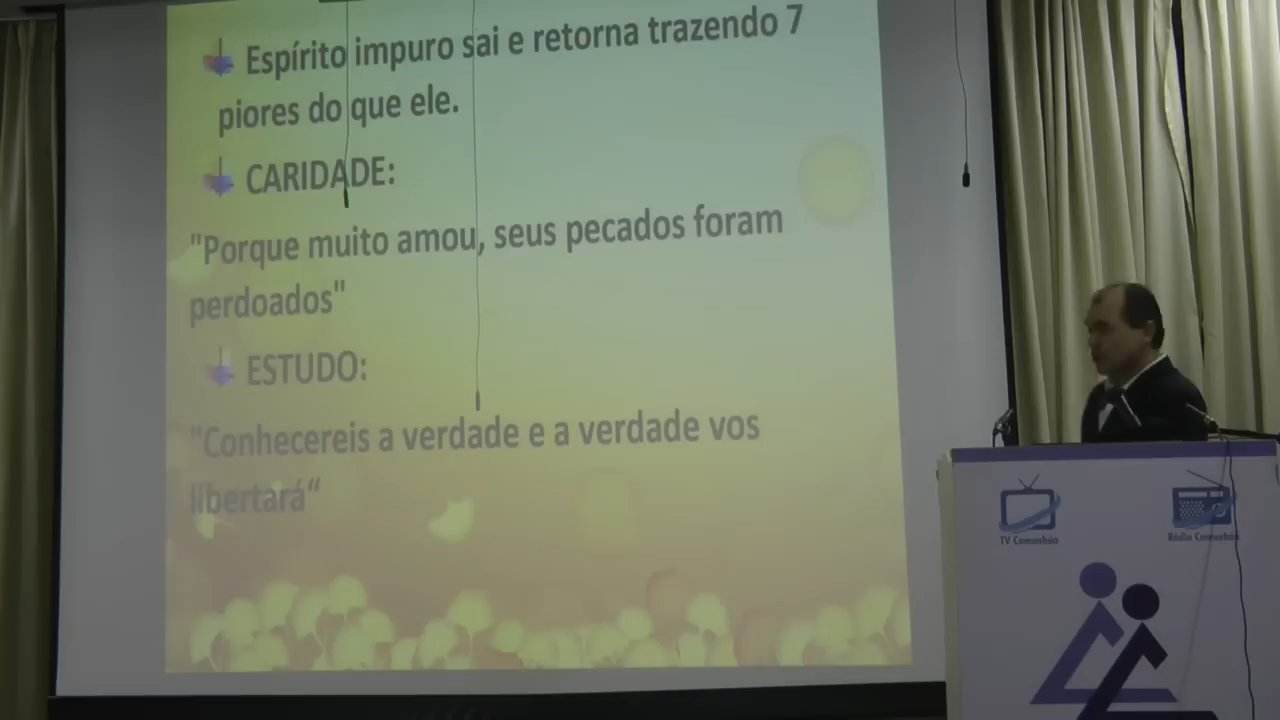 Espírito impuro sai e retorna trazendo 7
piores do que ele.
CARIDADE:
"Porque muito amou, seus pecados foram
perdoados"
ESTUDO:
"Conhecereis a verdade e a verdade vos
libertará“
TV Comunhão
Rádio Comunhão